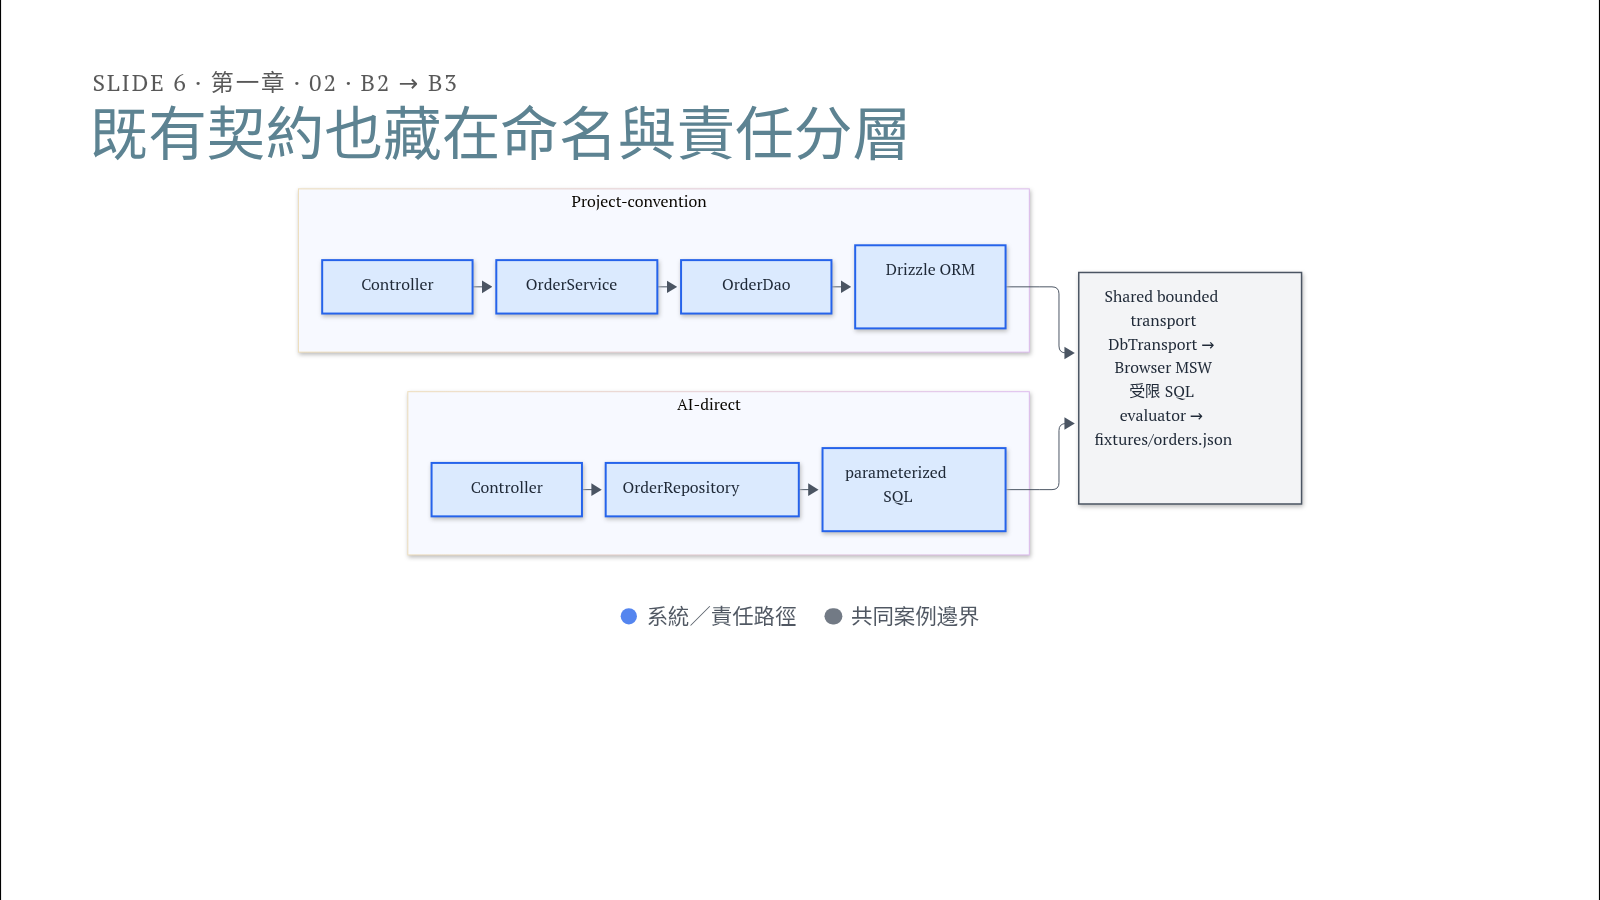 SLIDE 6 · 第一章 · 02 · B2 → B3
既有契約也藏在命名與責任分層
Project-convention
Controller
OrderService
OrderDao
Drizzle ORM
AI-direct
Controller
OrderRepository
parameterized
SQL
Shared bounded
transport
DbTransport →
Browser MSW
受限 SQL
evaluator →
fixtures/orders.json
系統／責任路徑
共同案例邊界